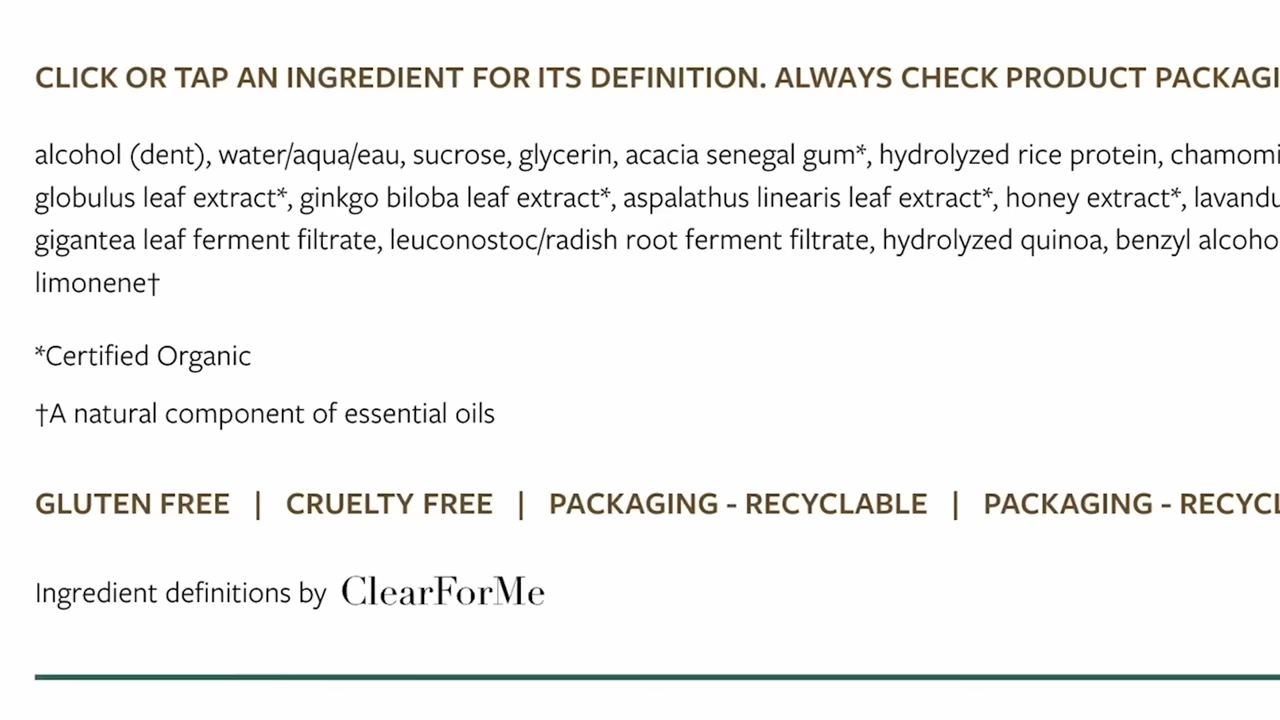 CLICK OR TAP AN INGREDIENT FOR ITS DEFINITION. ALWAYS CHECK PRODUCT
alcohol (dent), water/aqua/eau, sucrose, glycerin, acacia senegal gum*, hydrolyzed rice protein,
globulus leaf extract*, ginkgo biloba leaf extract*, aspalathus linearis leaf extract*, honey extract*,
gigantea leaf ferment filtrate, leuconostoc/radish root ferment filtrate, hydrolyzed quinoa, benzyl
limonene†
*Certified Organic
†A natural component of essential oils
GLUTEN FREE | CRUELTY FREE | PACKAGING - RECYCLABLE | PACKAGING -
Ingredient definitions by ClearForMe